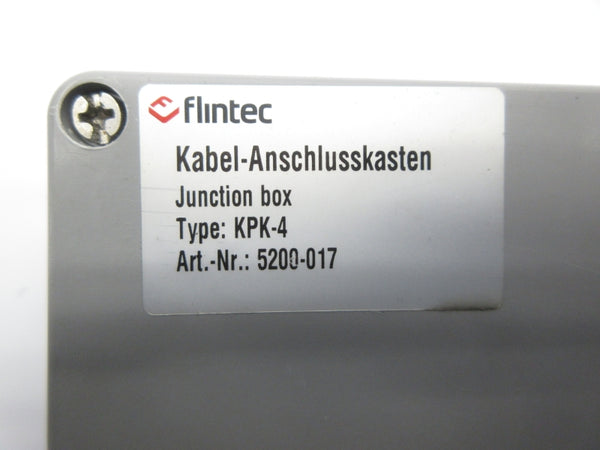 flintec
Kabel-Anschlusskasten
Junction box
Type: KPK-4
Art.-Nr.: 5200-017